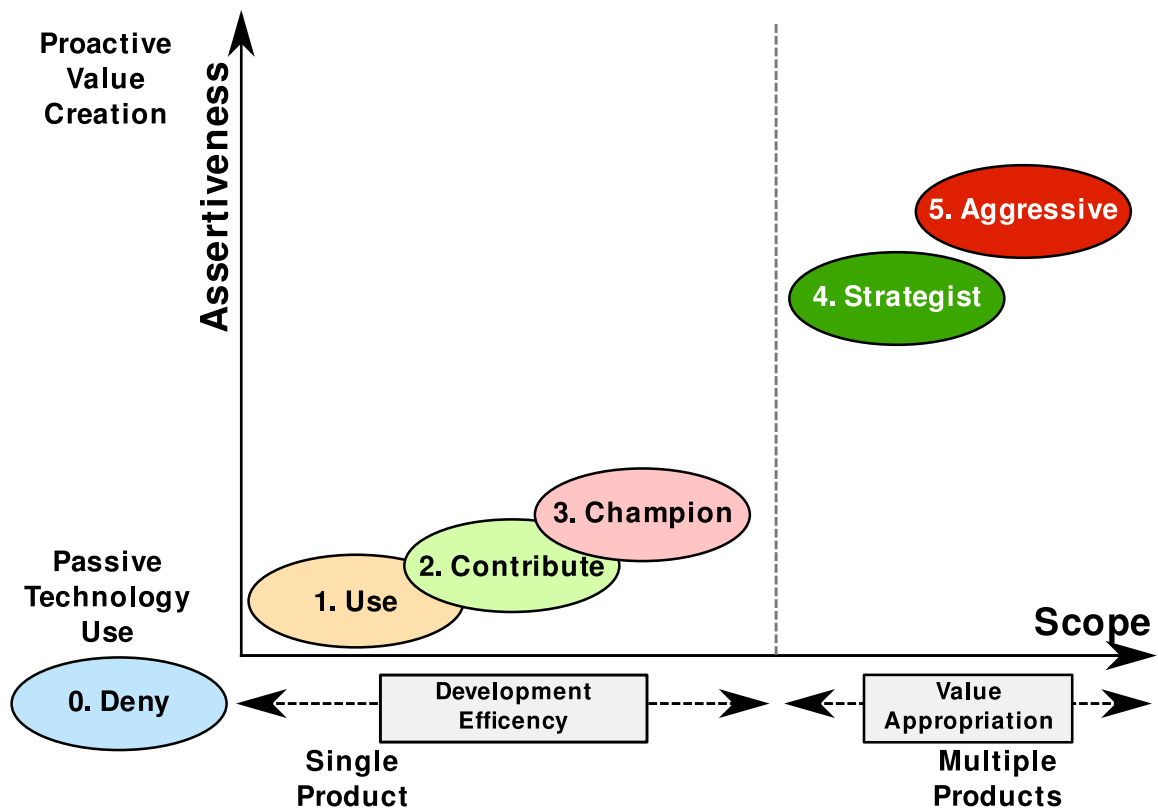 Proactive
Value
Creation
Assertiveness
5. Aggressive
4. Strategist
3. Champion
2. Contribute
1. Use
Passive
Technology
Use
Scope
0. Deny
Development
Efficency
Value
Appropriation
Single
Product
Multiple
Products